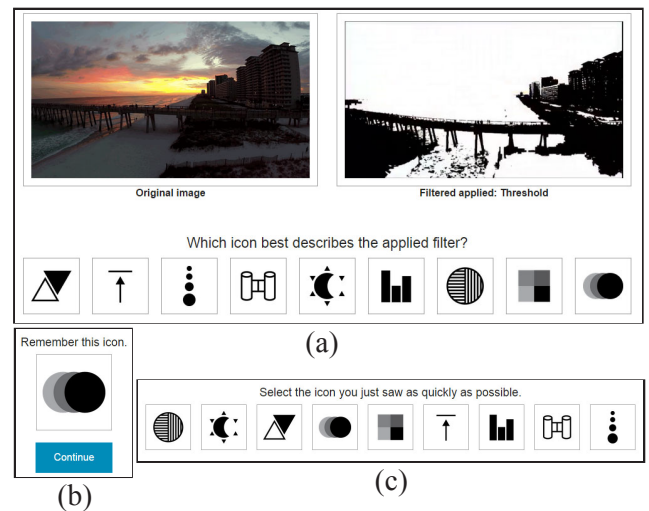 Original image
Filtered applied: Threshold
Which icon best describes the applied filter?
(a)
Remember this icon.
Continue
(b)
Select the icon you just saw as quickly as possible.
(c)